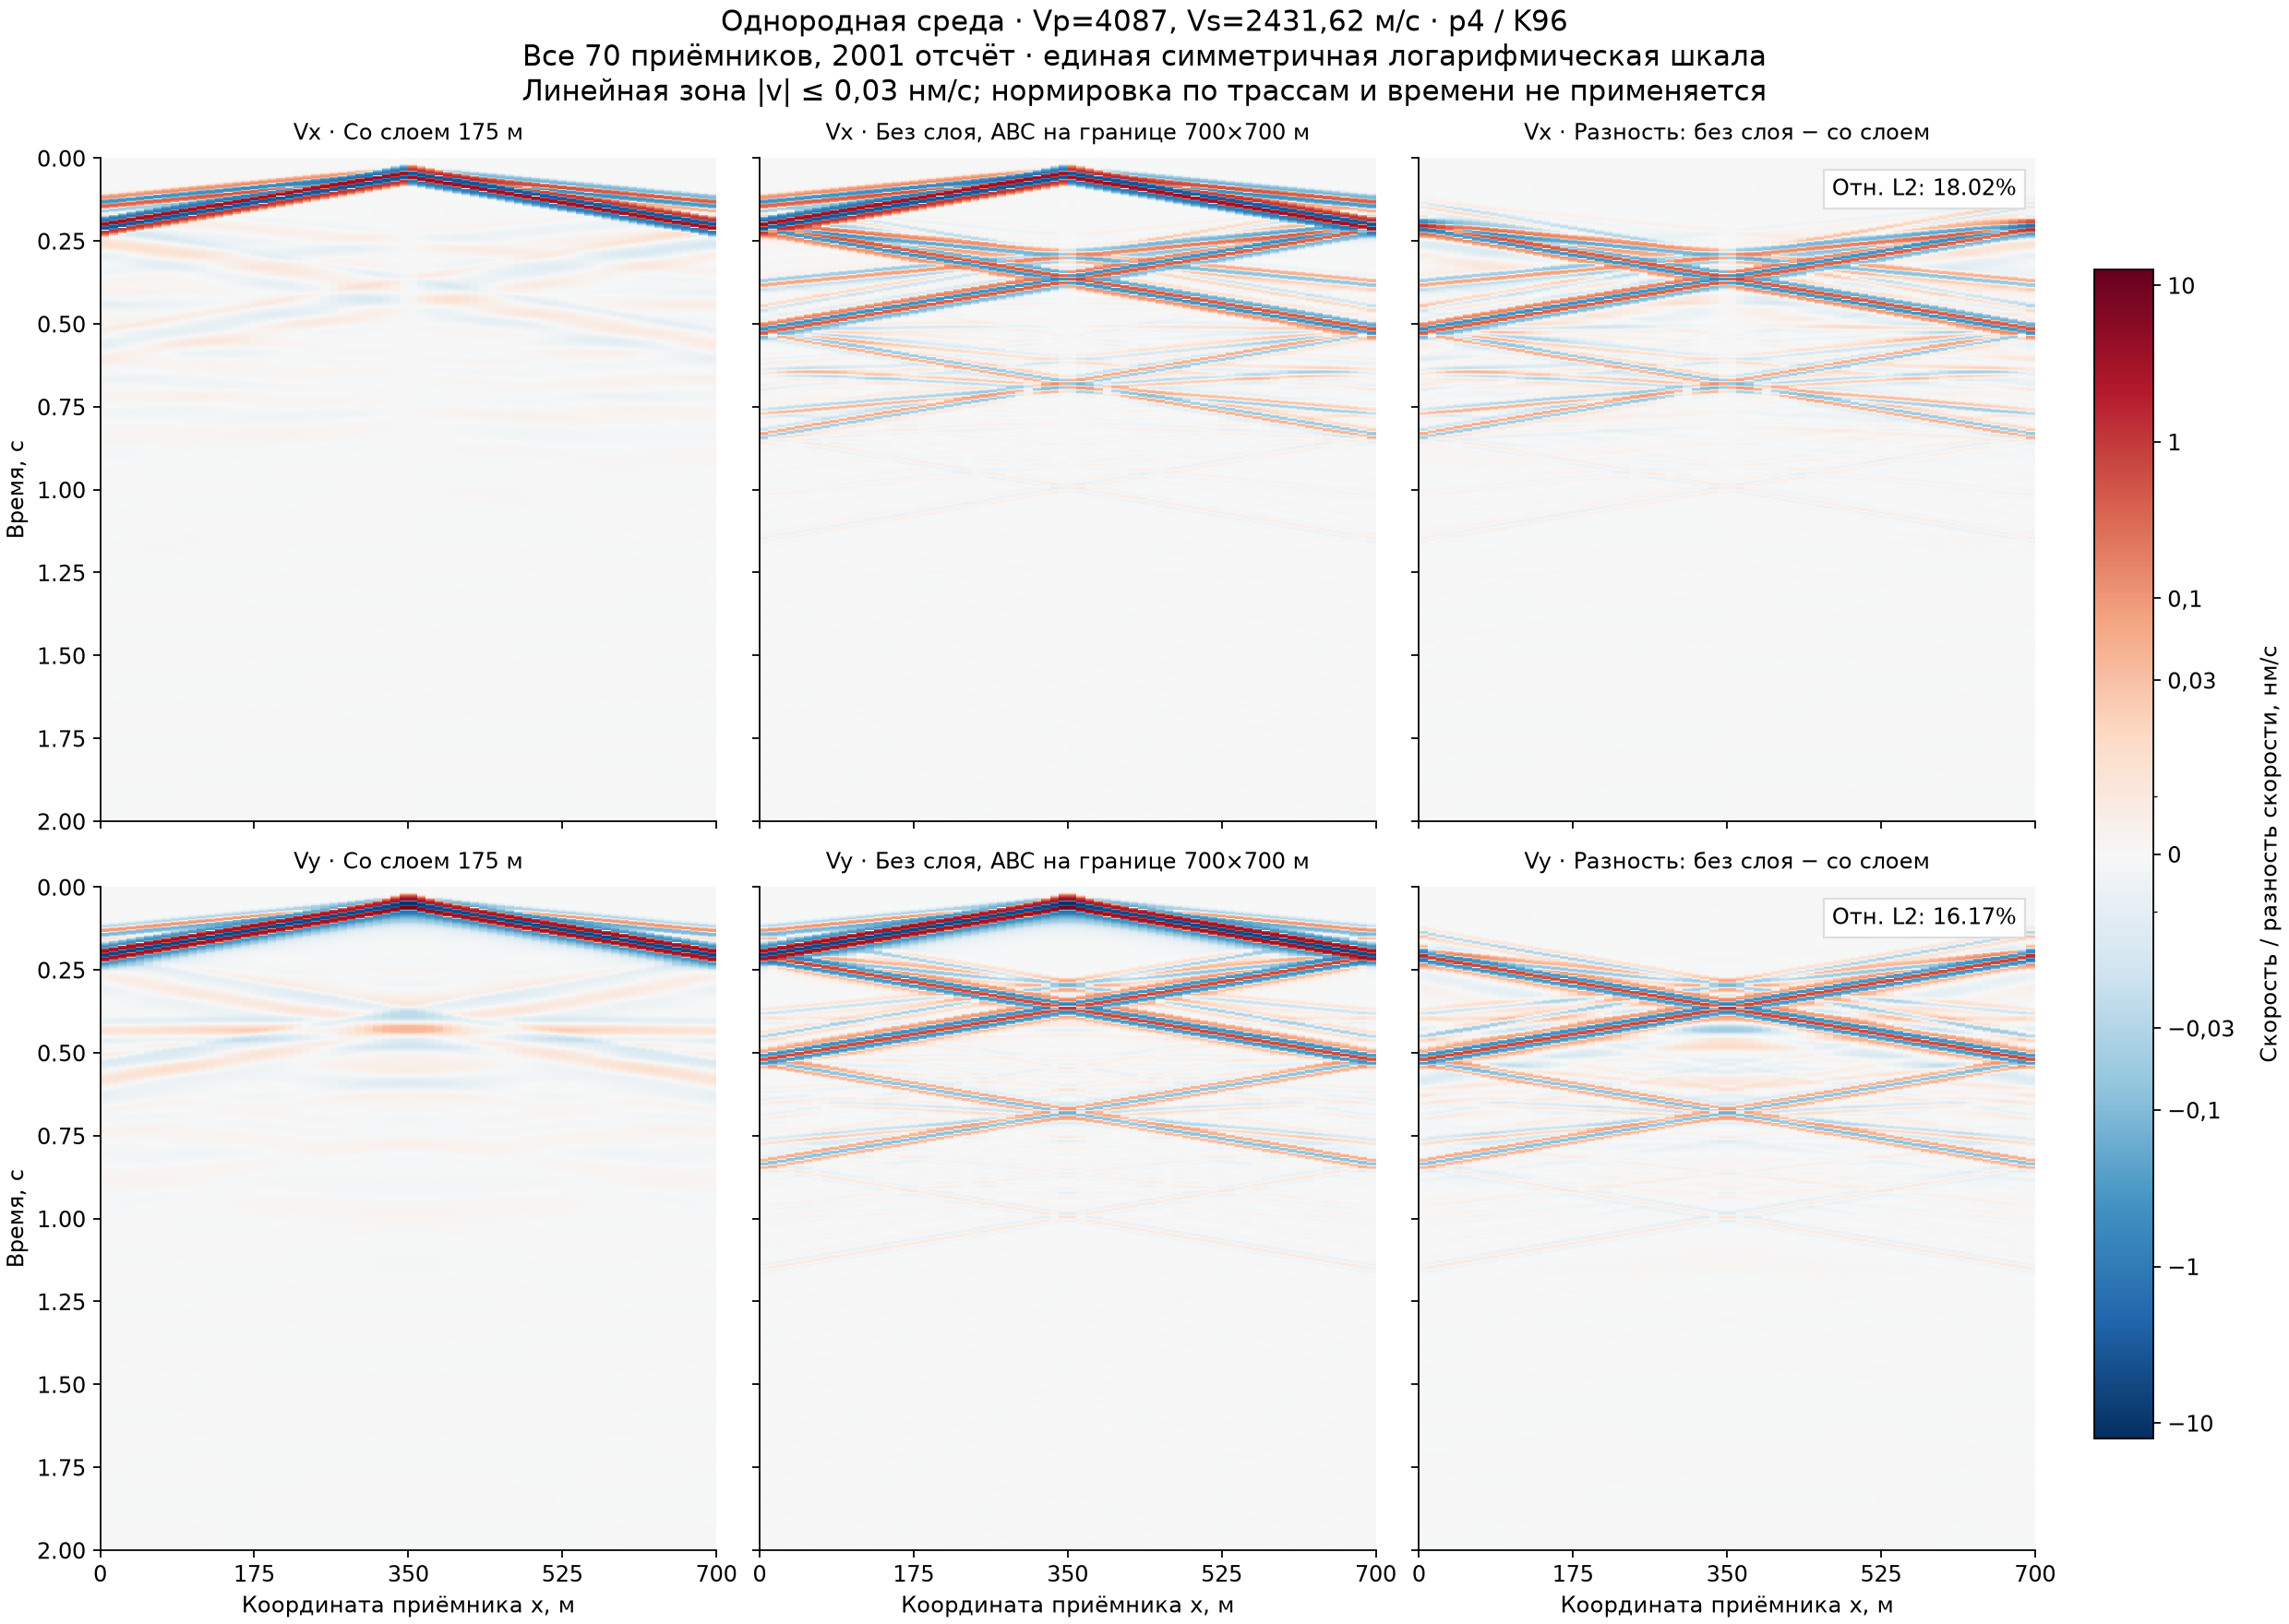 Однородная среда · Vp=4087, Vs=2431,62 м/с · p4 / K96
Все 70 приёмников, 2001 отсчёт · единая симметричная логарифмическая шкала
Линейная зона |v| ≤ 0,03 нм/с; нормировка по трассам и времени не применяется
Vx · Со слоем 175 м
Vx · Без слоя, ABC на границе 700×700 м
Vx · Разность: без слоя − со слоем
Отн. L2: 18.02%
Время, с
0.00
0.25
0.50
0.75
1.00
1.25
1.50
1.75
2.00
Vy · Со слоем 175 м
Vy · Без слоя, ABC на границе 700×700 м
Vy · Разность: без слоя − со слоем
Отн. L2: 16.17%
Время, с
0.00
0.25
0.50
0.75
1.00
1.25
1.50
1.75
2.00
0 175 350 525 700
0 175 350 525 700
0 175 350 525 700
Координата приёмника x, м
Координата приёмника x, м
Координата приёмника x, м
10
1
0,1
0,03
0
−0,03
−0,1
−1
−10
Скорость / разность скорости, нм/с